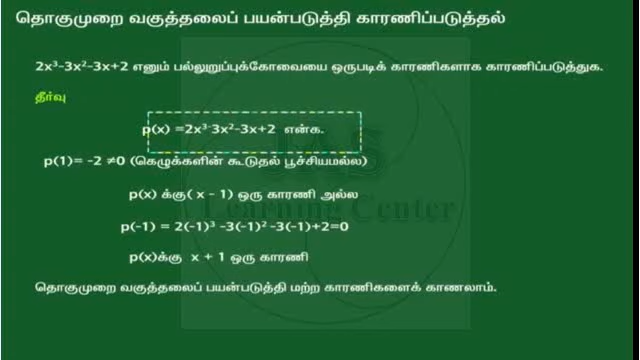 தொகுமுறை வகுத்தலைப் பயன்படுத்தி காரணிப்படுத்தல்
2x³-3x²-3x+2 எனும் பல்லுறுப்புக்கோவையை ஒருபடிக் காரணிகளாக காரணிப்படுத்துக.
தீர்வு
p(x) =2x³-3x²-3x+2 என்க.
p(1)= -2 ≠0 (கெழுக்களின் கூடுதல் பூச்சியமல்ல)
p(x) க்கு( x - 1) ஒரு காரணி அல்ல
Learning Center
p(-1) = 2(-1)³ -3(-1)² -3(-1)+2=0
p(x)க்கு x + 1 ஒரு காரணி
தொகுமுறை வகுத்தலைப் பயன்படுத்தி மற்ற காரணிகளைக் காணலாம்.